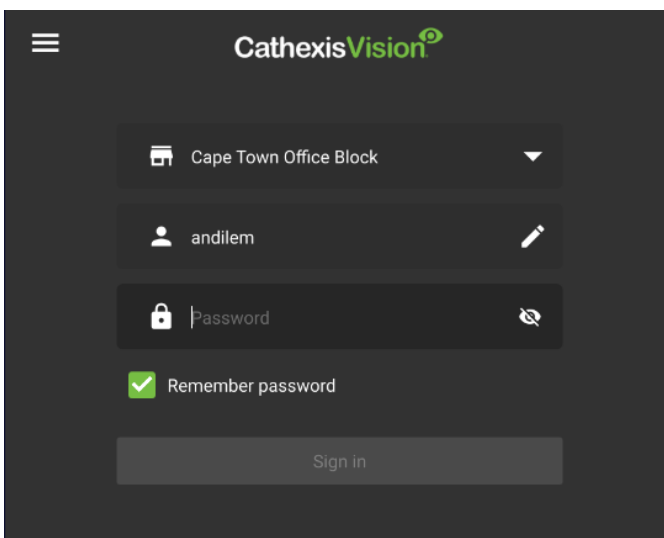 CathexisVision
Cape Town Office Block
andilem
Password
Remember password
Sign in